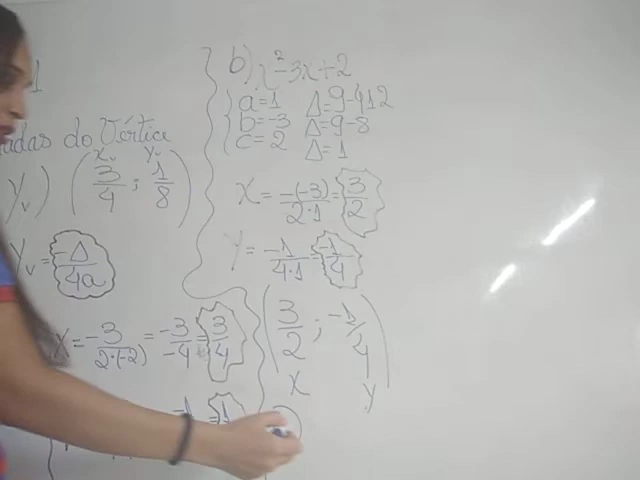 1
adas do Vértice
xᵥ yᵥ
yᵥ) (3/4 ; 1/8)
yᵥ = -Δ/4a
x = -3/2·(-2) = -3/-4 = 3/4
b) x²-3x+2
a=1 Δ=9-4·1·2
b=-3 Δ=9-8
c=2 Δ=1
x = -(-3)/2·1 = 3/2
y = -1/4·1 = -1/4
(3/2 ; -1/4)
x y